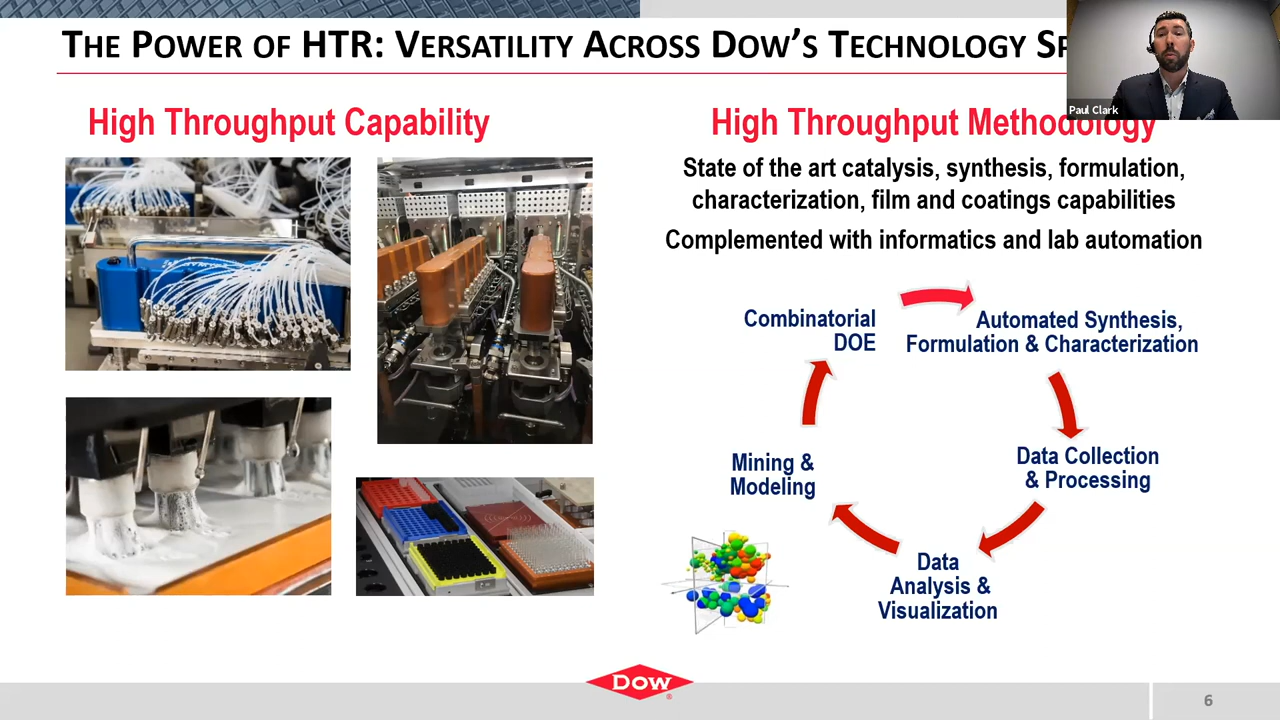 THE POWER OF HTR: VERSATILITY ACROSS DOW'S TECHNOLOGY
Paul Clark
High Throughput Capability
High Throughput Methodology
State of the art catalysis, synthesis, formulation,
characterization, film and coatings capabilities
Complemented with informatics and lab automation
Combinatorial
DOE
Automated Synthesis,
Formulation & Characterization
Data Collection
& Processing
Data
Analysis &
Visualization
Mining &
Modeling
Dow
6